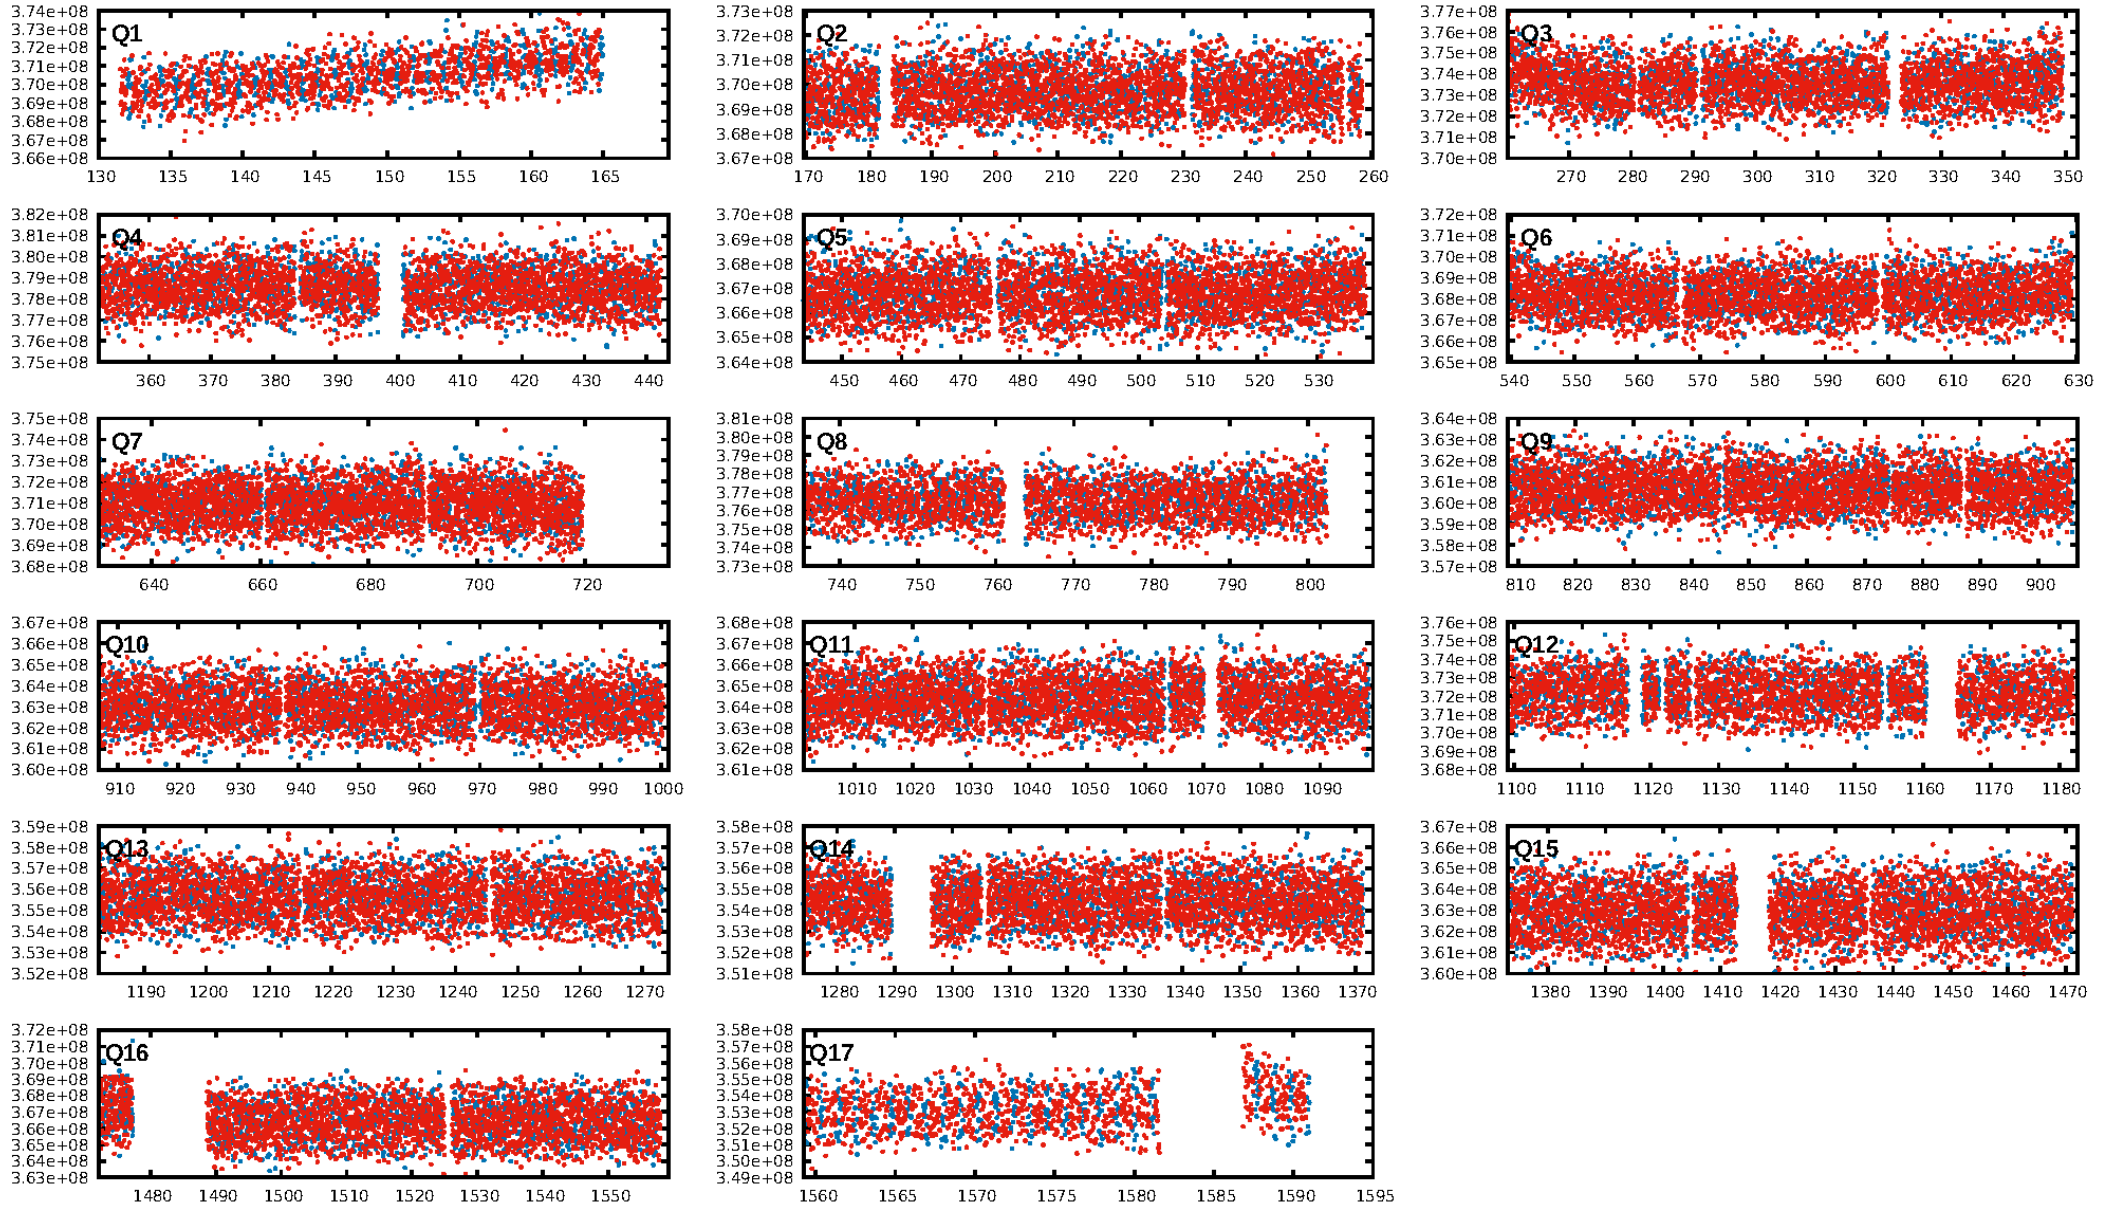 3.74e+08
3.73e+08
3.72e+08
3.71e+08
3.70e+08
3.69e+08
3.68e+08
3.67e+08
3.66e+08
Q1
130 135 140 145 150 155 160 165
3.73e+08
3.72e+08
3.71e+08
3.70e+08
3.69e+08
3.68e+08
3.67e+08
Q2
170 180 190 200 210 220 230 240 250 260
3.77e+08
3.76e+08
3.75e+08
3.74e+08
3.73e+08
3.72e+08
3.71e+08
3.70e+08
Q3
270 280 290 300 310 320 330 340 350
3.82e+08
3.81e+08
3.80e+08
3.79e+08
3.78e+08
3.77e+08
3.76e+08
3.75e+08
Q4
360 370 380 390 400 410 420 430 440
3.70e+08
3.69e+08
3.68e+08
3.67e+08
3.66e+08
3.65e+08
3.64e+08
Q5
450 460 470 480 490 500 510 520 530
3.72e+08
3.71e+08
3.70e+08
3.69e+08
3.68e+08
3.67e+08
3.66e+08
3.65e+08
Q6
540 550 560 570 580 590 600 610 620 630
3.75e+08
3.74e+08
3.73e+08
3.72e+08
3.71e+08
3.70e+08
3.69e+08
3.68e+08
Q7
640 660 680 700 720
3.81e+08
3.80e+08
3.79e+08
3.78e+08
3.77e+08
3.76e+08
3.75e+08
3.74e+08
3.73e+08
Q8
740 750 760 770 780 790 800
3.64e+08
3.63e+08
3.62e+08
3.61e+08
3.60e+08
3.59e+08
3.58e+08
3.57e+08
Q9
810 820 830 840 850 860 870 880 890 900
3.67e+08
3.66e+08
3.65e+08
3.64e+08
3.63e+08
3.62e+08
3.61e+08
3.60e+08
Q10
910 920 930 940 950 960 970 980 990 1000
3.68e+08
3.67e+08
3.66e+08
3.65e+08
3.64e+08
3.63e+08
3.62e+08
3.61e+08
Q11
1010 1020 1030 1040 1050 1060 1070 1080 1090
3.76e+08
3.75e+08
3.74e+08
3.73e+08
3.72e+08
3.71e+08
3.70e+08
3.69e+08
3.68e+08
Q12
1100 1110 1120 1130 1140 1150 1160 1170 1180
3.59e+08
3.58e+08
3.57e+08
3.56e+08
3.55e+08
3.54e+08
3.53e+08
3.52e+08
Q13
1190 1200 1210 1220 1230 1240 1250 1260 1270
3.58e+08
3.57e+08
3.56e+08
3.55e+08
3.54e+08
3.53e+08
3.52e+08
3.51e+08
Q14
1280 1290 1300 1310 1320 1330 1340 1350 1360 1370
3.67e+08
3.66e+08
3.65e+08
3.64e+08
3.63e+08
3.62e+08
3.61e+08
3.60e+08
Q15
1380 1390 1400 1410 1420 1430 1440 1450 1460 1470
3.72e+08
3.71e+08
3.70e+08
3.69e+08
3.68e+08
3.67e+08
3.66e+08
3.65e+08
3.64e+08
3.63e+08
Q16
1480 1490 1500 1510 1520 1530 1540 1550
3.58e+08
3.57e+08
3.56e+08
3.55e+08
3.54e+08
3.53e+08
3.52e+08
3.51e+08
3.50e+08
3.49e+08
Q17
1560 1565 1570 1575 1580 1585 1590 1595